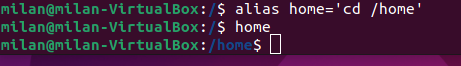 milan@milan-VirtualBox:/$ alias home='cd /home'
milan@milan-VirtualBox:/$ home
milan@milan-VirtualBox:/home$